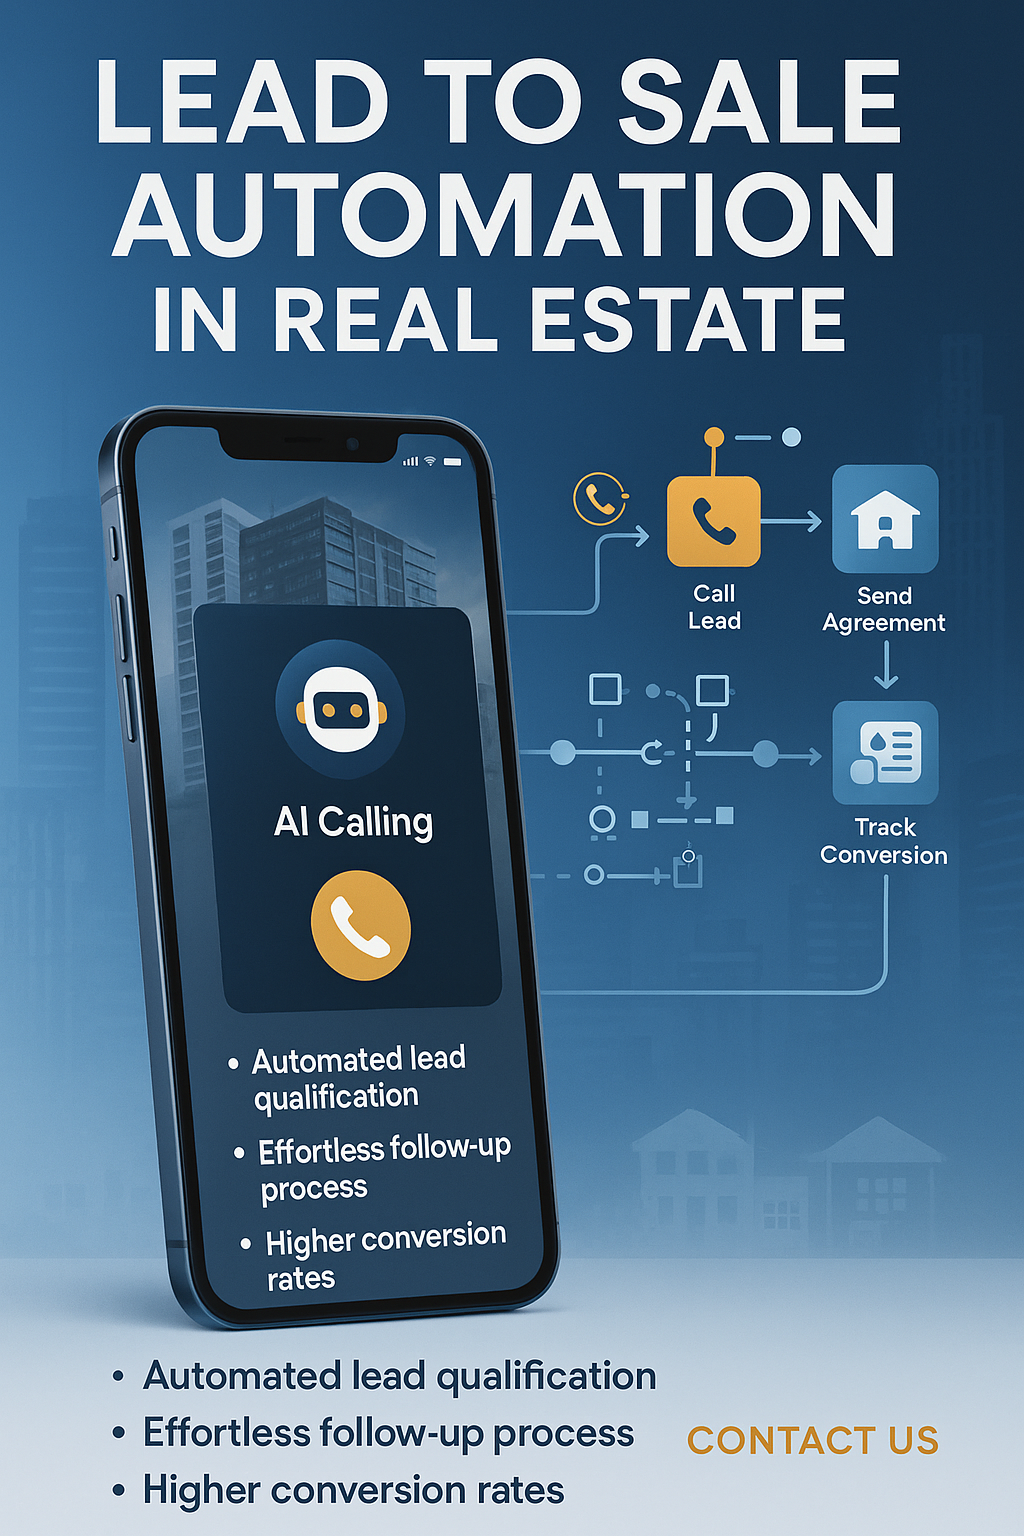 LEAD TO SALE
AUTOMATION
IN REAL ESTATE
Call
Lead
Send
Agreement
Track
Conversion
AI Calling
• Automated lead
qualification
• Effortless follow-up
process
• Higher conversion
rates
• Automated lead qualification
• Effortless follow-up process
• Higher conversion rates
CONTACT US